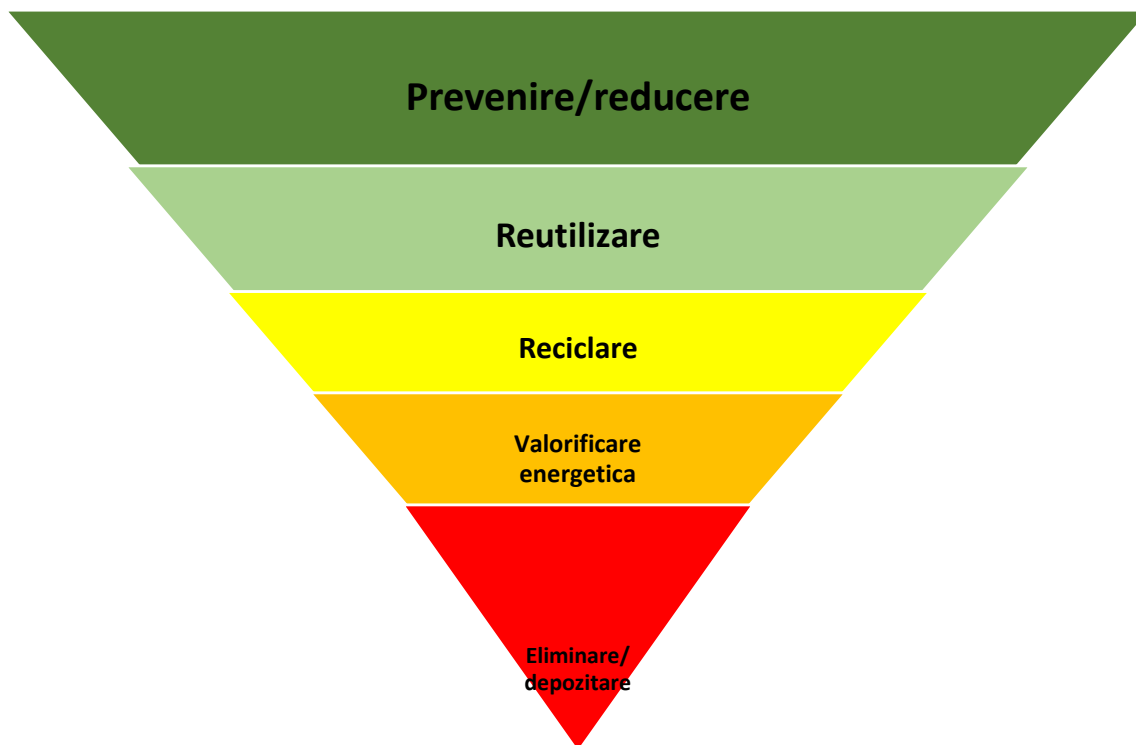 Prevenire/reducere
Reutilizare
Reciclare
Valorificare
energetica
Eliminare/
depozitare